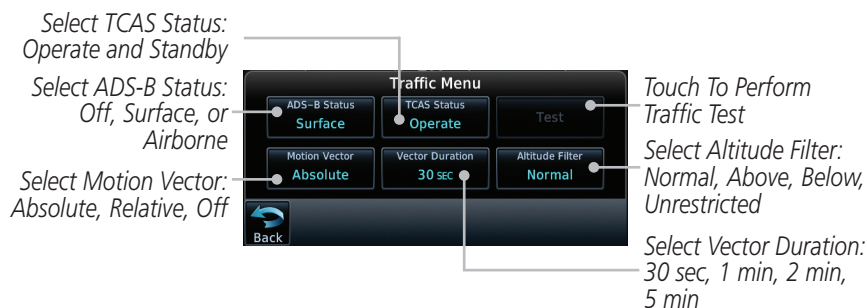 Select TCAS Status:
Operate and Standby
Select ADS-B Status:
Off, Surface, or
Airborne
Select Motion Vector:
Absolute, Relative, Off
Traffic Menu
ADS-B Status
Surface
TCAS Status
Operate
Test
Motion Vector
Absolute
Vector Duration
30 SEC
Altitude Filter
Normal
Back
Touch To Perform
Traffic Test
Select Altitude Filter:
Normal, Above, Below,
Unrestricted
Select Vector Duration:
30 sec, 1 min, 2 min,
5 min